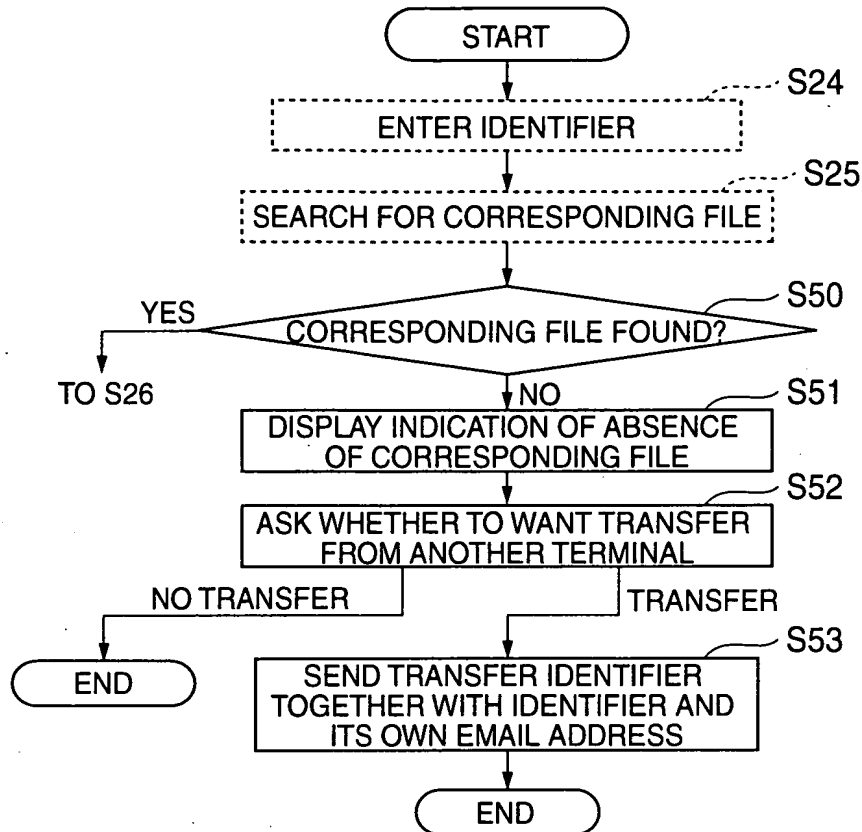 START
S24
ENTER IDENTIFIER
S25
SEARCH FOR CORRESPONDING FILE
S50
YES
CORRESPONDING FILE FOUND?
TO S26
NO
S51
DISPLAY INDICATION OF ABSENCE
OF CORRESPONDING FILE
S52
ASK WHETHER TO WANT TRANSFER
FROM ANOTHER TERMINAL
NO TRANSFER
TRANSFER
S53
END
SEND TRANSFER IDENTIFIER
TOGETHER WITH IDENTIFIER AND
ITS OWN EMAIL ADDRESS
END